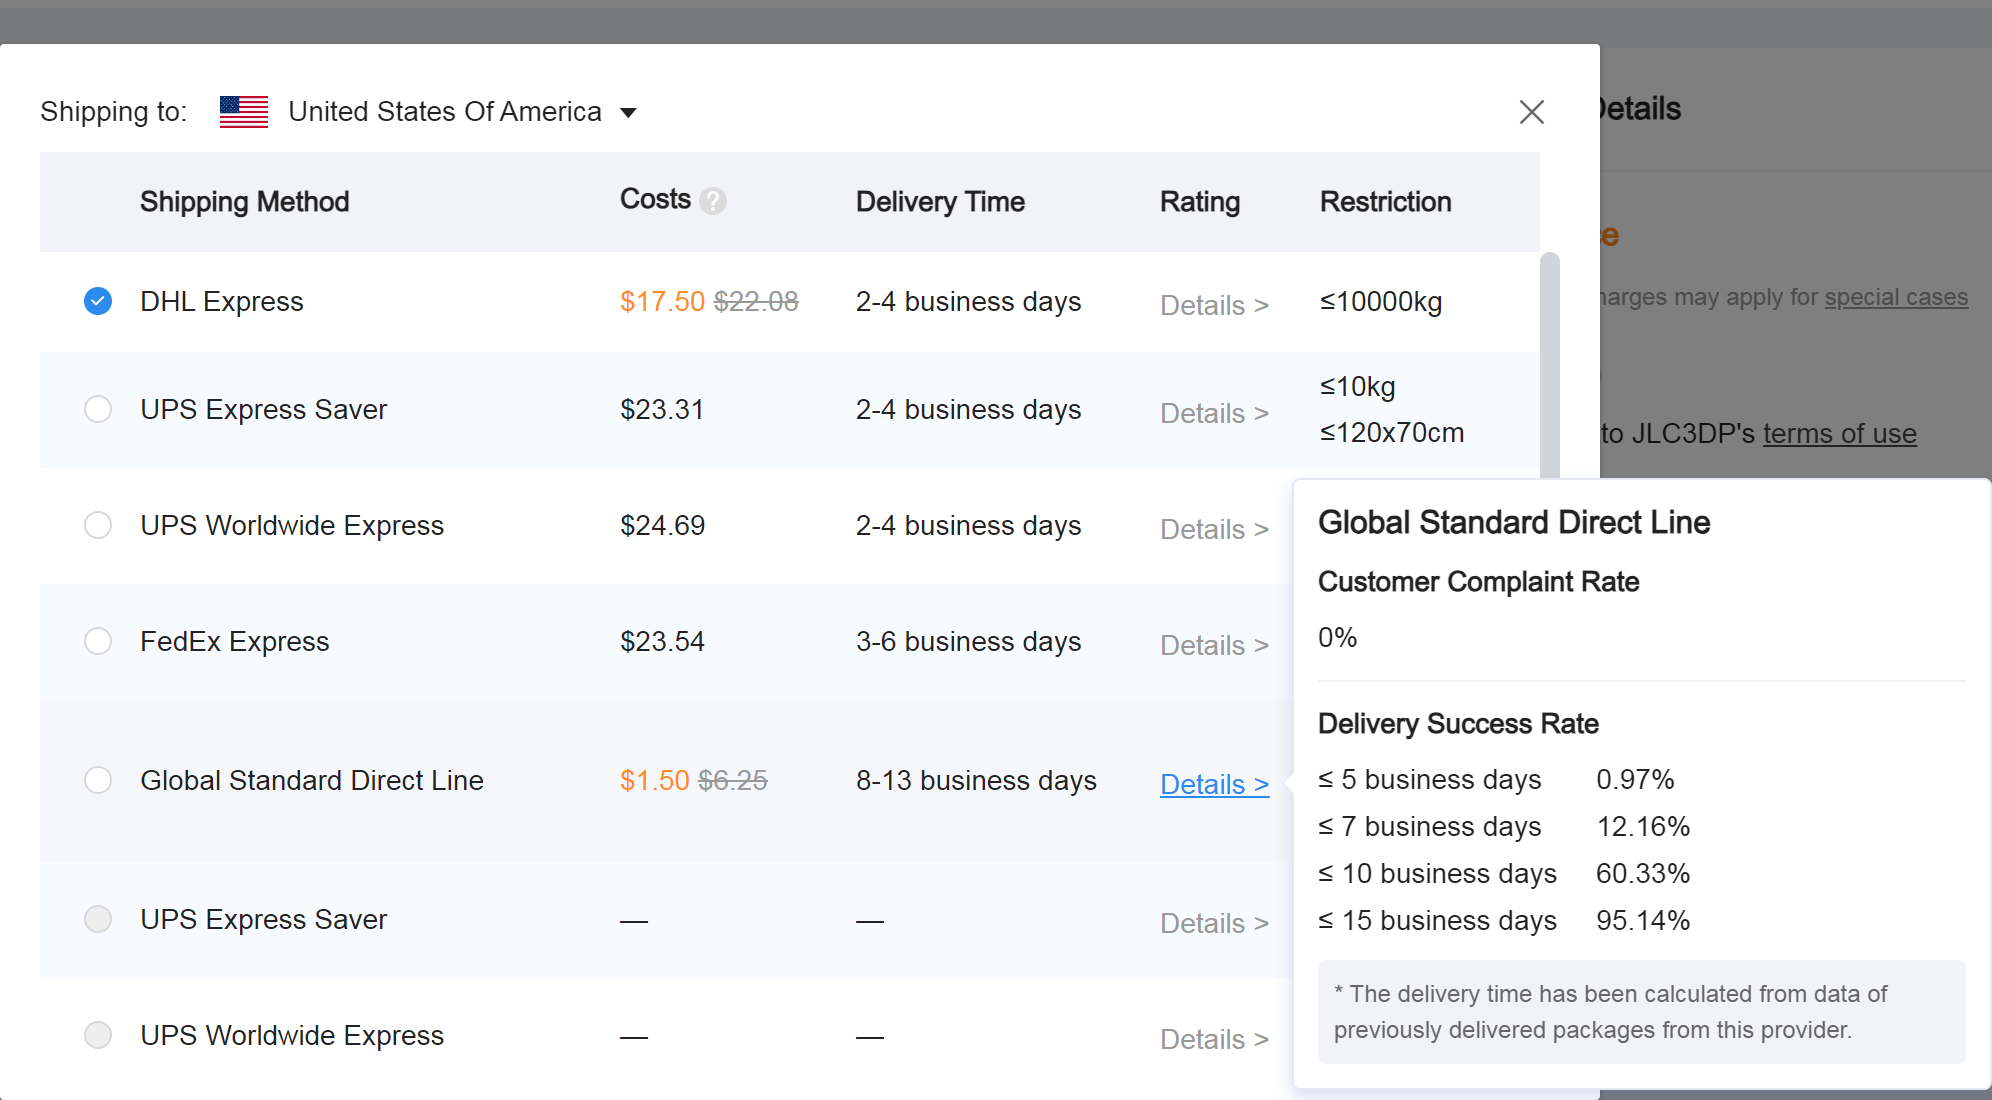 Shipping to: United States Of America
Details
Shipping Method Costs ? Delivery Time Rating Restriction
DHL Express $17.50 $22.08 2-4 business days Details > ≤10000kg
may apply for special cases
UPS Express Saver $23.31 2-4 business days Details > ≤10kg
≤120x70cm
to JLC3DP's terms of use
UPS Worldwide Express $24.69 2-4 business days Details >
FedEx Express $23.54 3-6 business days Details >
Global Standard Direct Line $1.50 $6.25 8-13 business days Details >
UPS Express Saver — — Details >
UPS Worldwide Express — — Details >
Global Standard Direct Line
Customer Complaint Rate
0%
Delivery Success Rate
≤ 5 business days 0.97%
≤ 7 business days 12.16%
≤ 10 business days 60.33%
≤ 15 business days 95.14%
* The delivery time has been calculated from data of
previously delivered packages from this provider.